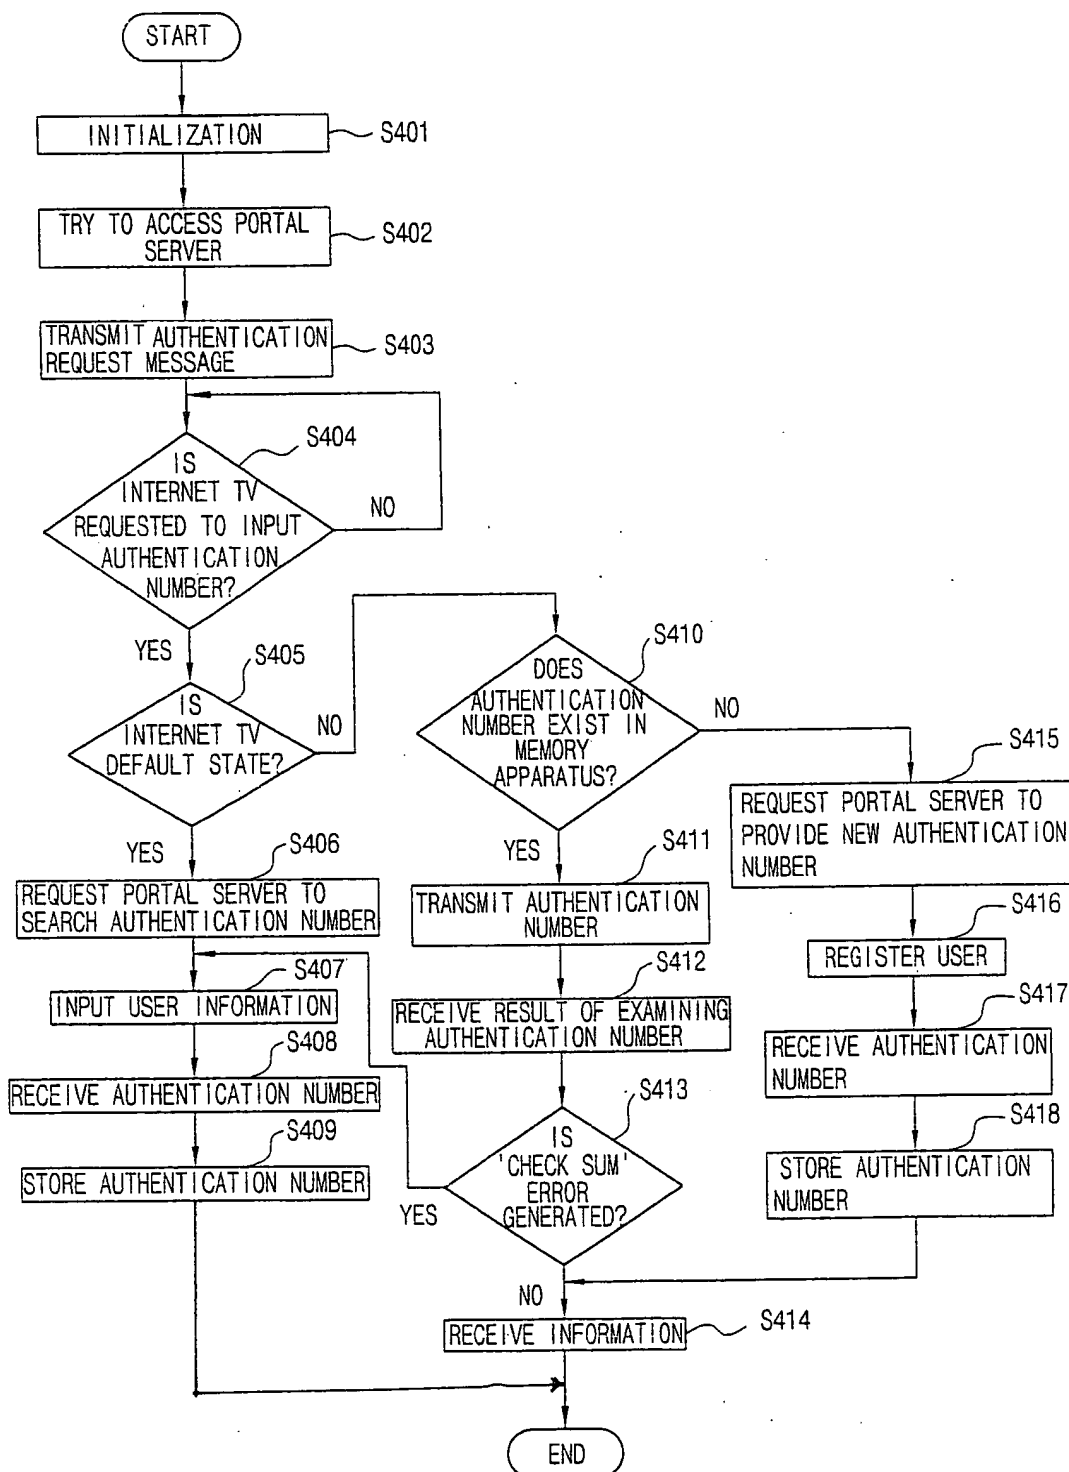 START
INITIALIZATION
S401
TRY TO ACCESS PORTAL
SERVER
S402
TRANSMIT AUTHENTICATION
REQUEST MESSAGE
S403
S404
IS
INTERNET TV
REQUESTED TO INPUT
AUTHENTICATION
NUMBER?
NO
YES
S405
IS
INTERNET TV
DEFAULT STATE?
NO
YES
S406
REQUEST PORTAL SERVER TO
SEARCH AUTHENTICATION NUMBER
S407
INPUT USER INFORMATION
S408
RECEIVE AUTHENTICATION NUMBER
S409
STORE AUTHENTICATION NUMBER
S410
DOES
AUTHENTICATION
NUMBER EXIST IN
MEMORY
APPARATUS?
NO
YES
S411
TRANSMIT AUTHENTICATION
NUMBER
S412
RECEIVE RESULT OF EXAMINING
AUTHENTICATION NUMBER
S413
IS
'CHECK SUM'
ERROR
GENERATED?
YES
NO
S414
RECEIVE INFORMATION
S415
REQUEST PORTAL SERVER TO
PROVIDE NEW AUTHENTICATION
NUMBER
S416
REGISTER USER
S417
RECEIVE AUTHENTICATION
NUMBER
S418
STORE AUTHENTICATION
NUMBER
END